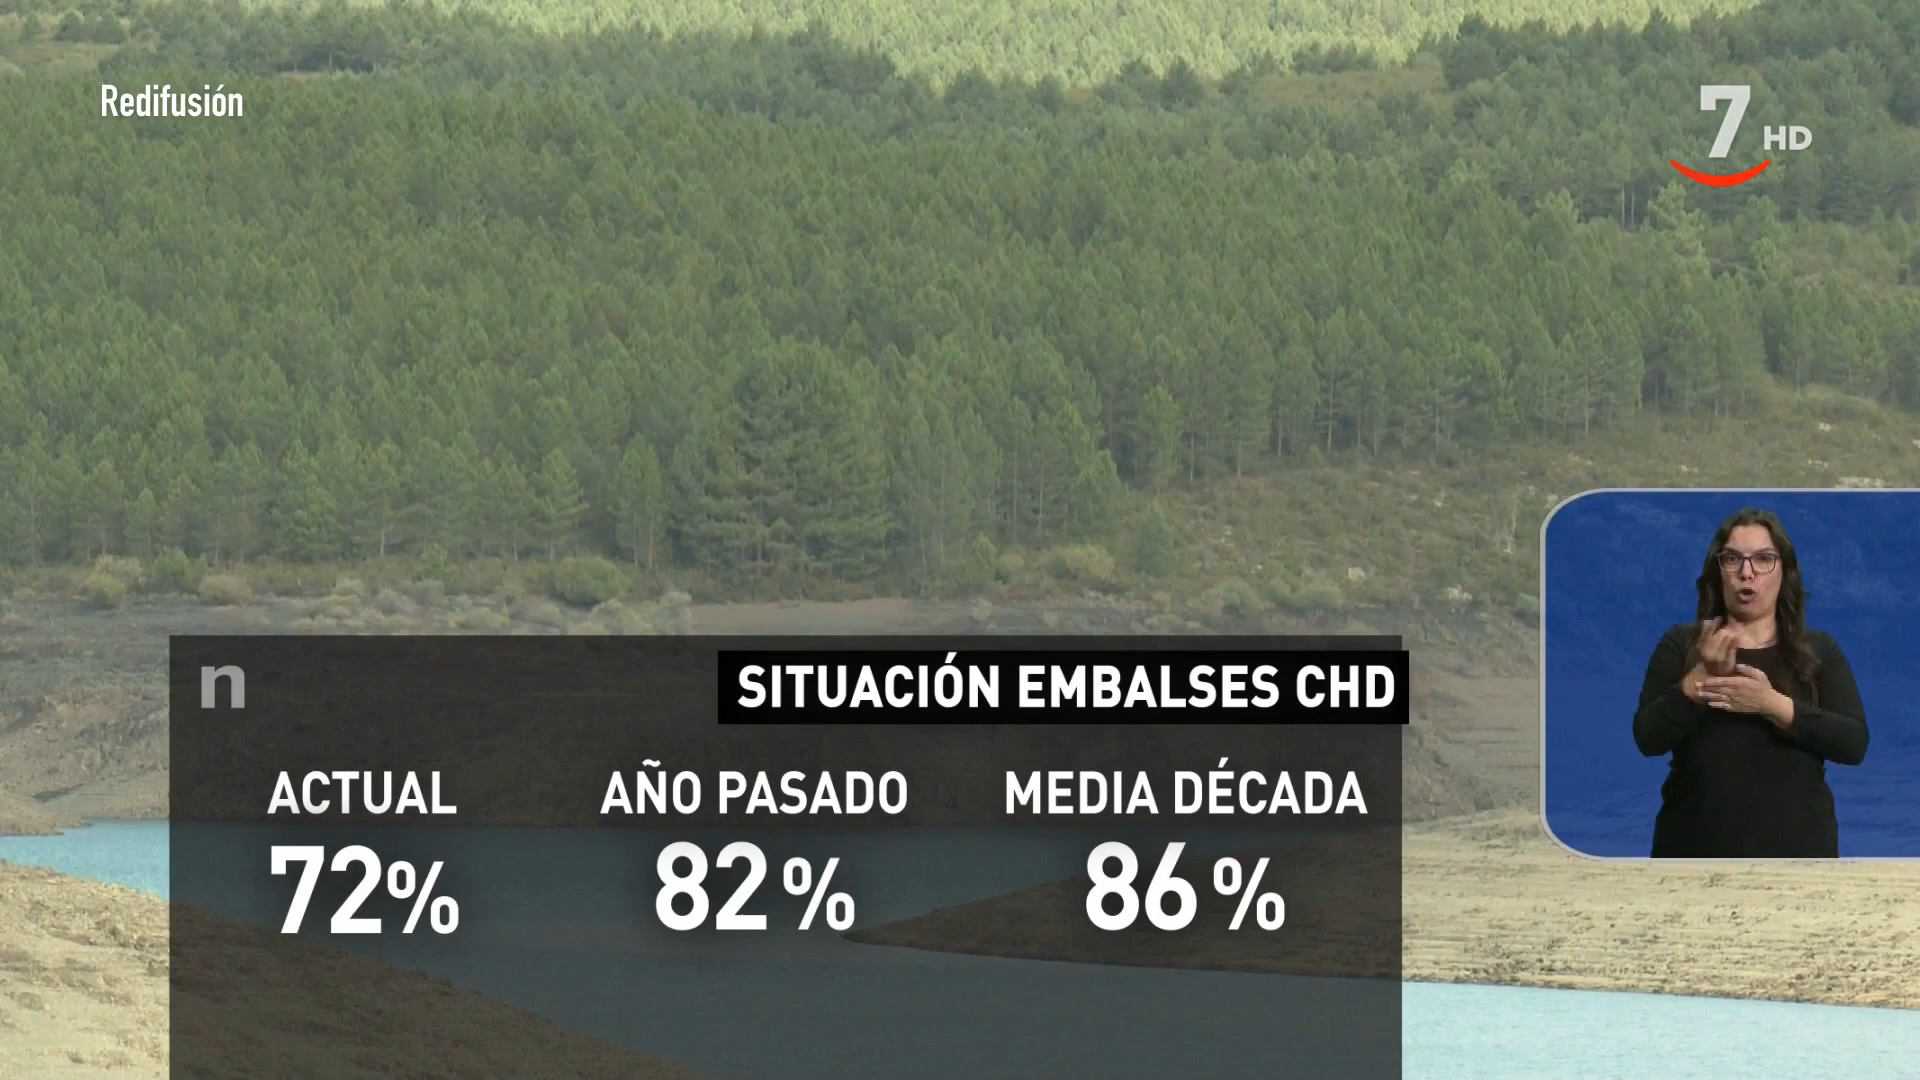 Redifusión
7 HD
n
SITUACIÓN EMBALSES CHD
ACTUAL AÑO PASADO MEDIA DÉCADA
72% 82% 86%